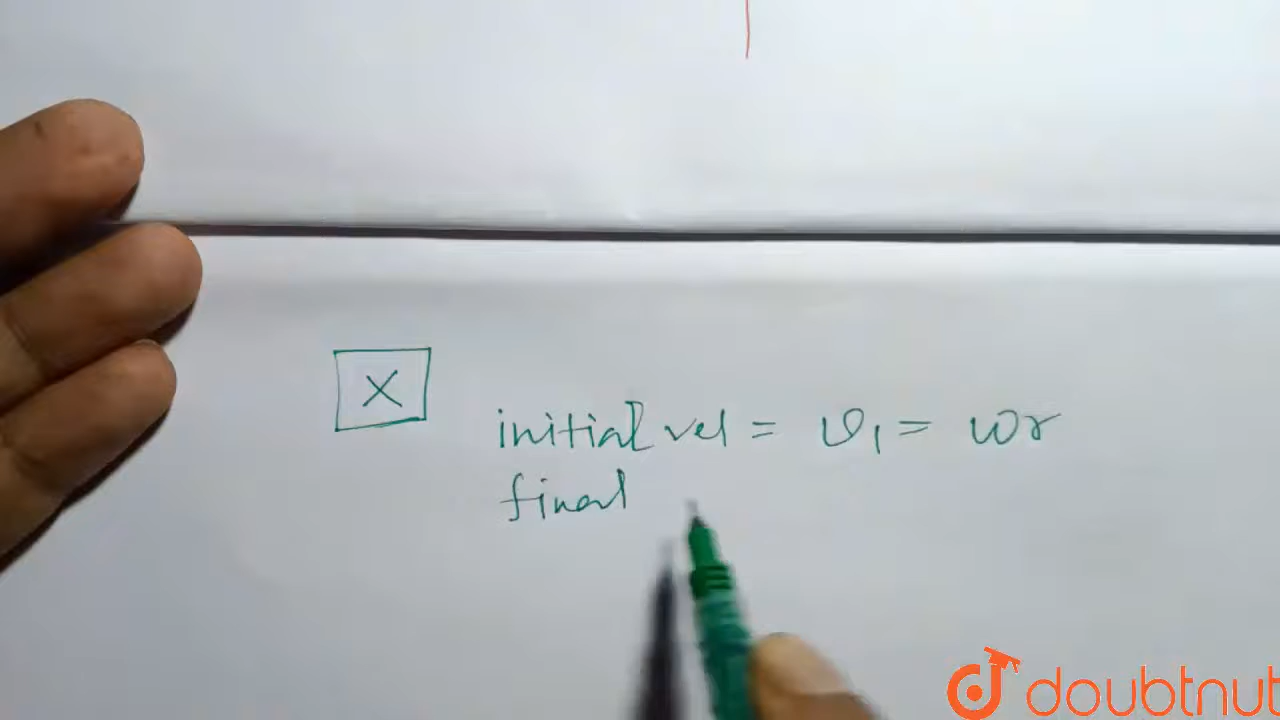 X
initial vel = v₁ = ωr
final
doubtnut